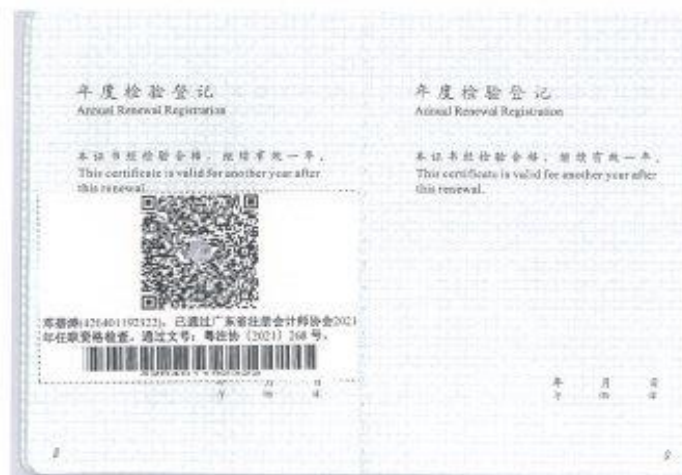 年度检验登记
Annual Renewal Registration
本证书经检验合格，继续有效一年。
This certificate is valid for another year after
this renewal.
已通过广东省注册会计师协会2021
年任职资格检查。通过文号：粤注协〔2021〕268号。
月 日
y m d
8
年度检验登记
Annual Renewal Registration
本证书经检验合格，继续有效一年。
This certificate is valid for another year after
this renewal.
年 月 日
y m d
9